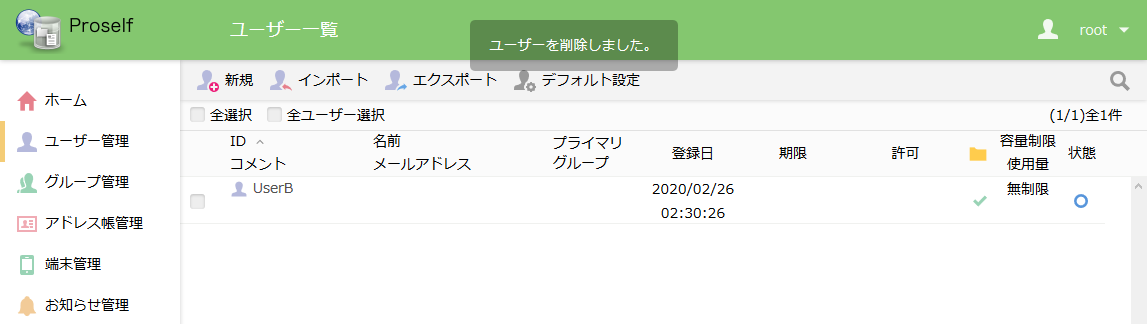 Proself
ユーザー一覧
ユーザーを削除しました。
root
新規 インポート エクスポート デフォルト設定
ホーム
ユーザー管理
グループ管理
アドレス帳管理
端末管理
お知らせ管理
全選択 全ユーザー選択 (1/1)全1件
ID 名前 プライマリ 登録日 期限 許可 容量制限 状態
コメント メールアドレス グループ 使用量
UserB 2020/02/26 無制限
02:30:26